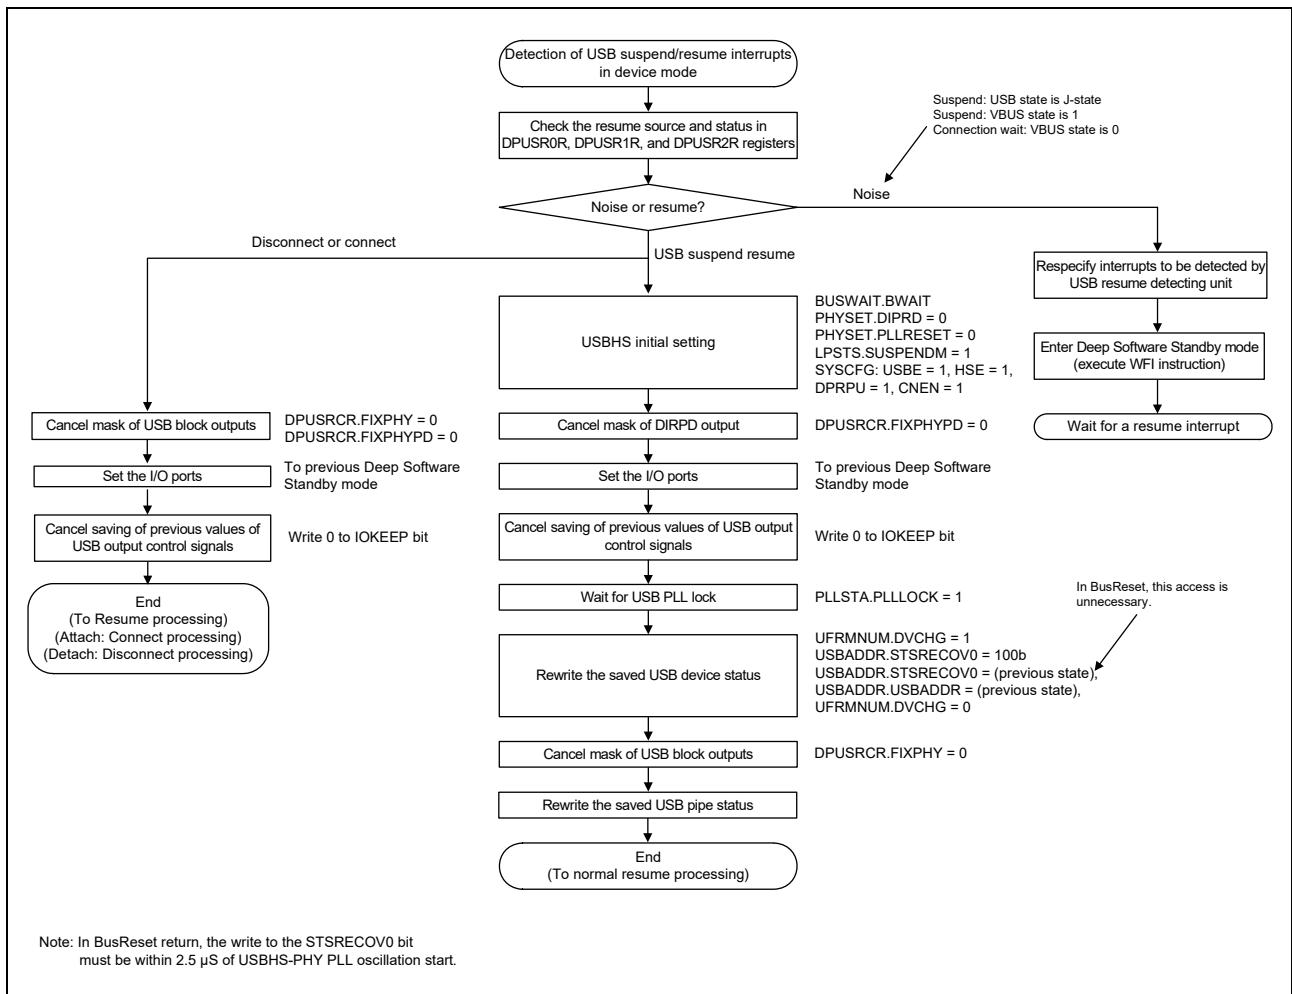 Detection of USB suspend/resume interrupts
in device mode
Suspend: USB state is J-state
Suspend: VBUS state is 1
Connection wait: VBUS state is 0
Check the resume source and status in
DPUSR0R, DPUSR1R, and DPUSR2R registers
Noise
Noise or resume?
Disconnect or connect
USB suspend resume
Respecify interrupts to be detected by
USB resume detecting unit
Enter Deep Software Standby mode
(execute WFI instruction)
Wait for a resume interrupt
USBHS initial setting
BUSWAIT.BWAIT
PHYSET.DIPRD = 0
PHYSET.PLLRESET = 0
LPSTS.SUSPENDM = 1
SYSCFG: USBE = 1, HSE = 1,
DPRPU = 1, CNEN = 1
Cancel mask of USB block outputs
DPUSRCR.FIXPHY = 0
DPUSRCR.FIXPHYPD = 0
Set the I/O ports
To previous Deep Software
Standby mode
Cancel saving of previous values of
USB output control signals
Write 0 to IOKEEP bit
End
(To Resume processing)
(Attach: Connect processing)
(Detach: Disconnect processing)
Cancel mask of DIRPD output
DPUSRCR.FIXPHYPD = 0
Set the I/O ports
To previous Deep Software
Standby mode
Cancel saving of previous values of USB output
control signals
Write 0 to IOKEEP bit
Wait for USB PLL lock
PLLSTA.PLLLOCK = 1
In BusReset, this access is
unnecessary.
Rewrite the saved USB device status
UFRMNUM.DVCHG = 1
USBADDR.STSRECOV0 = 100b
USBADDR.STSRECOV0 = (previous state),
USBADDR.USBADDR = (previous state),
UFRMNUM.DVCHG = 0
Cancel mask of USB block outputs
DPUSRCR.FIXPHY = 0
Rewrite the saved USB pipe status
End
(To normal resume processing)
Note: In BusReset return, the write to the STSRECOV0 bit
must be within 2.5 µS of USBHS-PHY PLL oscillation start.